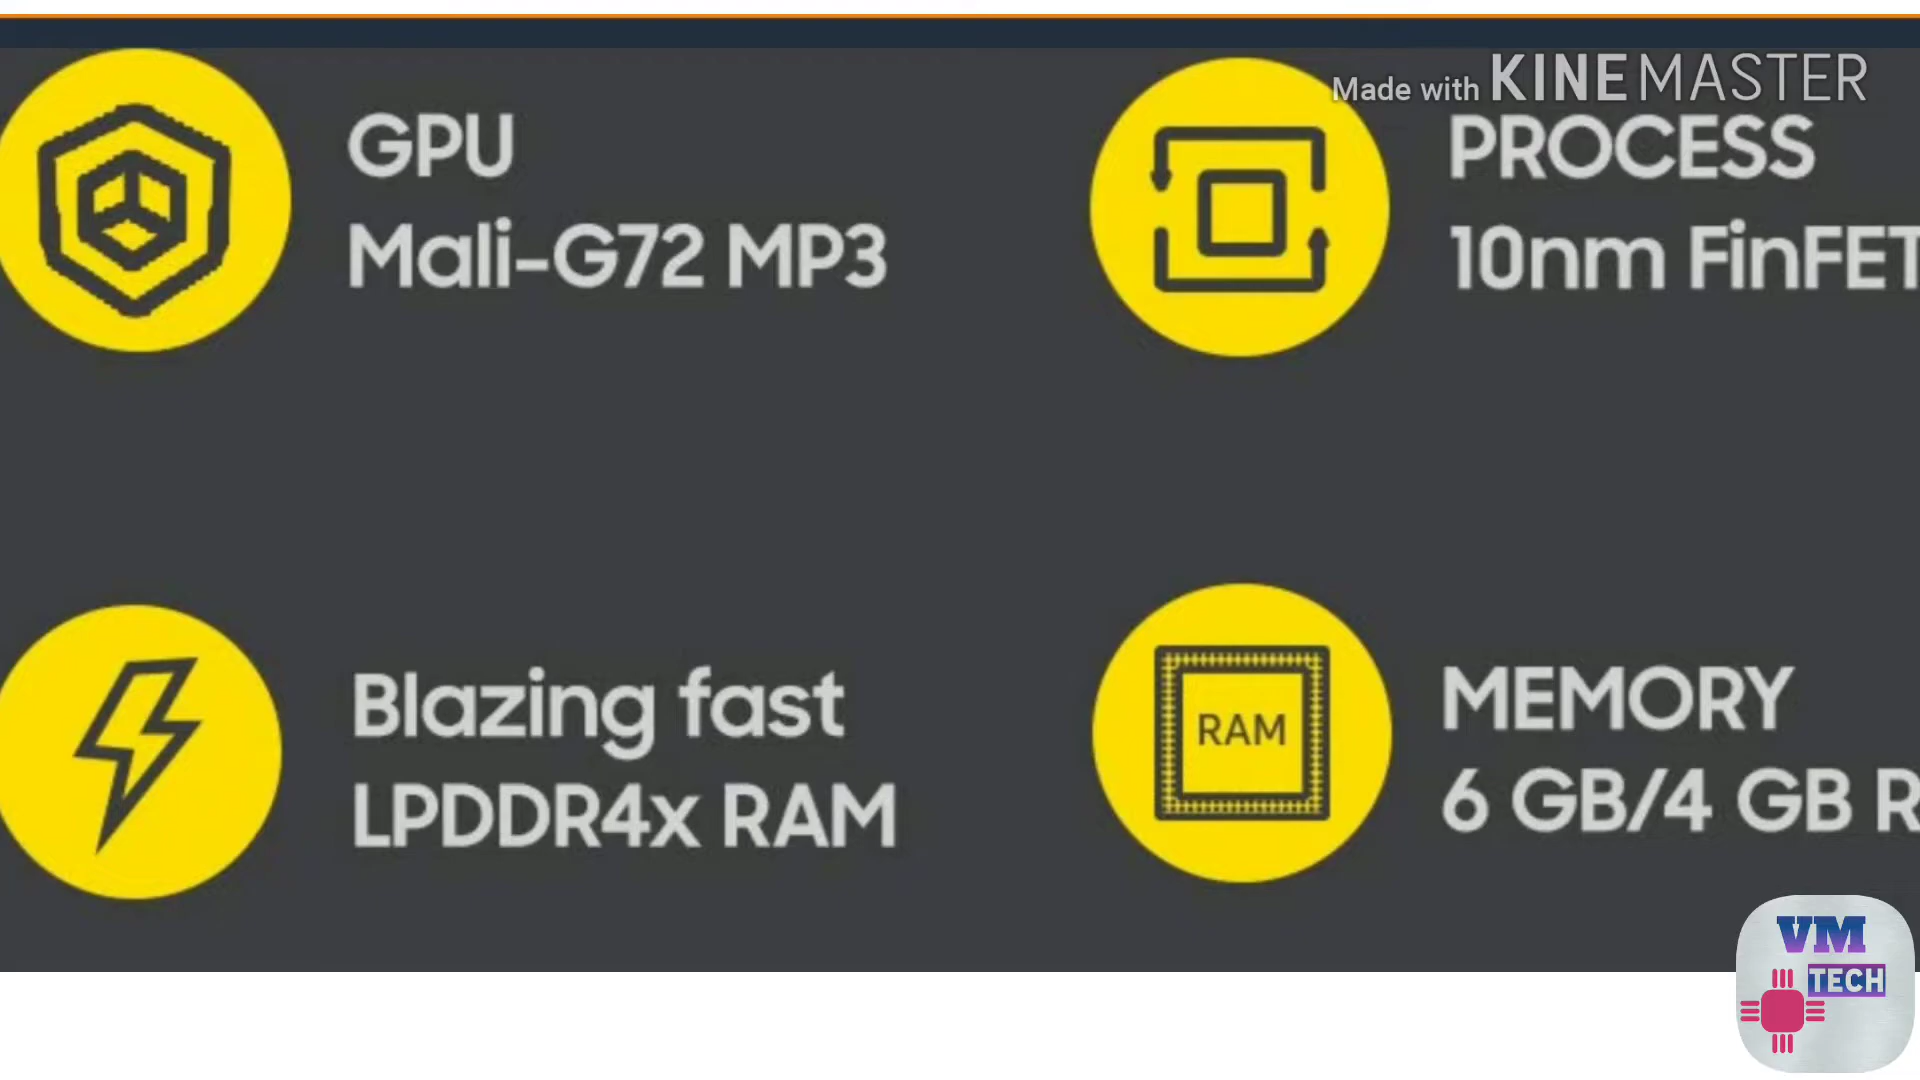 Made with KINEMASTER
GPU
Mali-G72 MP3
PROCESS
10nm FinFET
Blazing fast
LPDDR4x RAM
RAM
MEMORY
6 GB/4 GB R
VM
TECH